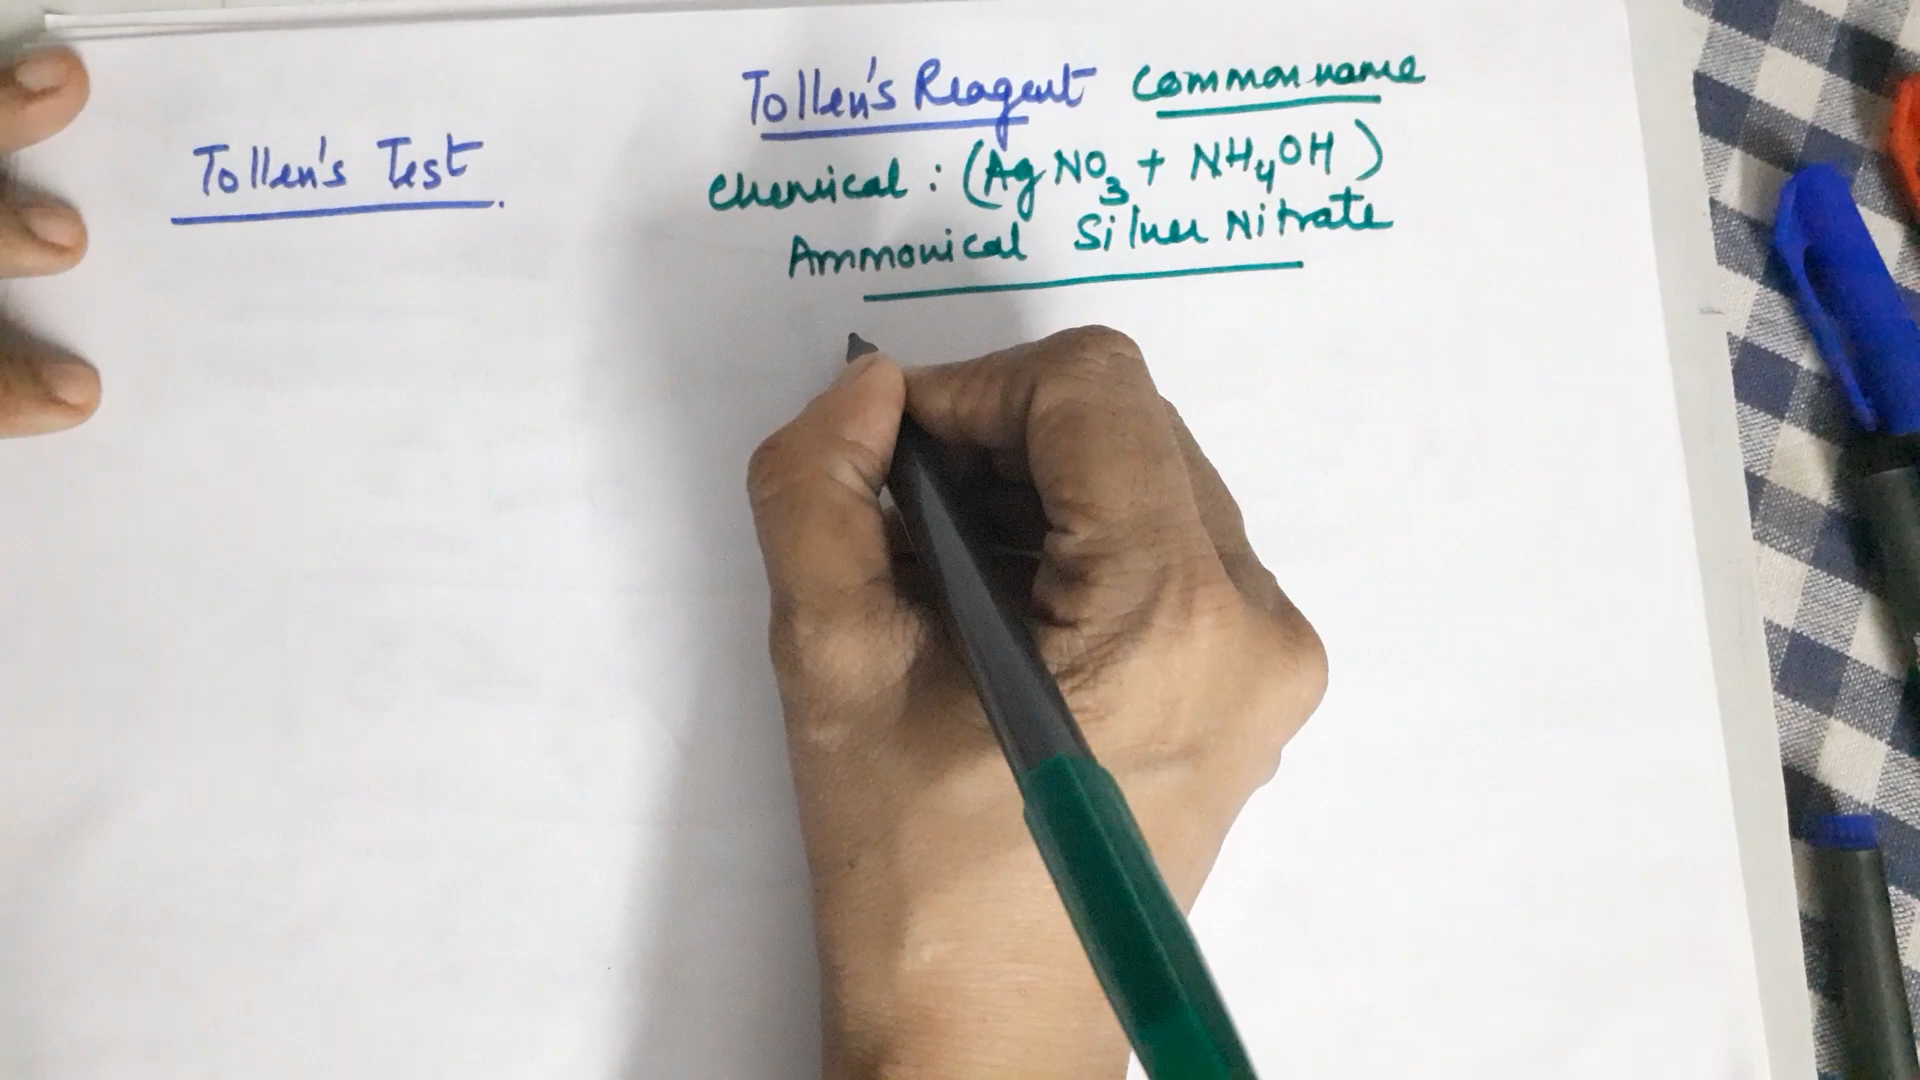 Tollen's Reagent Common name
Tollen's Test.
Chemical : (AgNO₃ + NH₄OH)
Ammonical Silver Nitrate